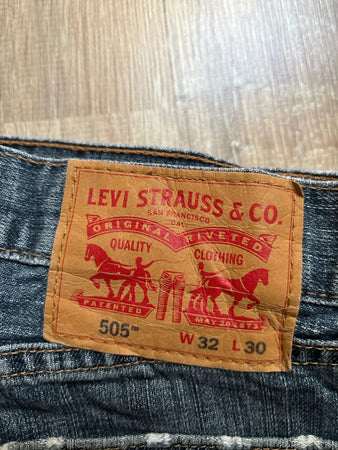 LEVI STRAUSS & CO.
SAN FRANCISCO
CAL
ORIGINAL RIVETED
QUALITY CLOTHING
PATENTED MAY 20 1873
505™ W 32 L 30